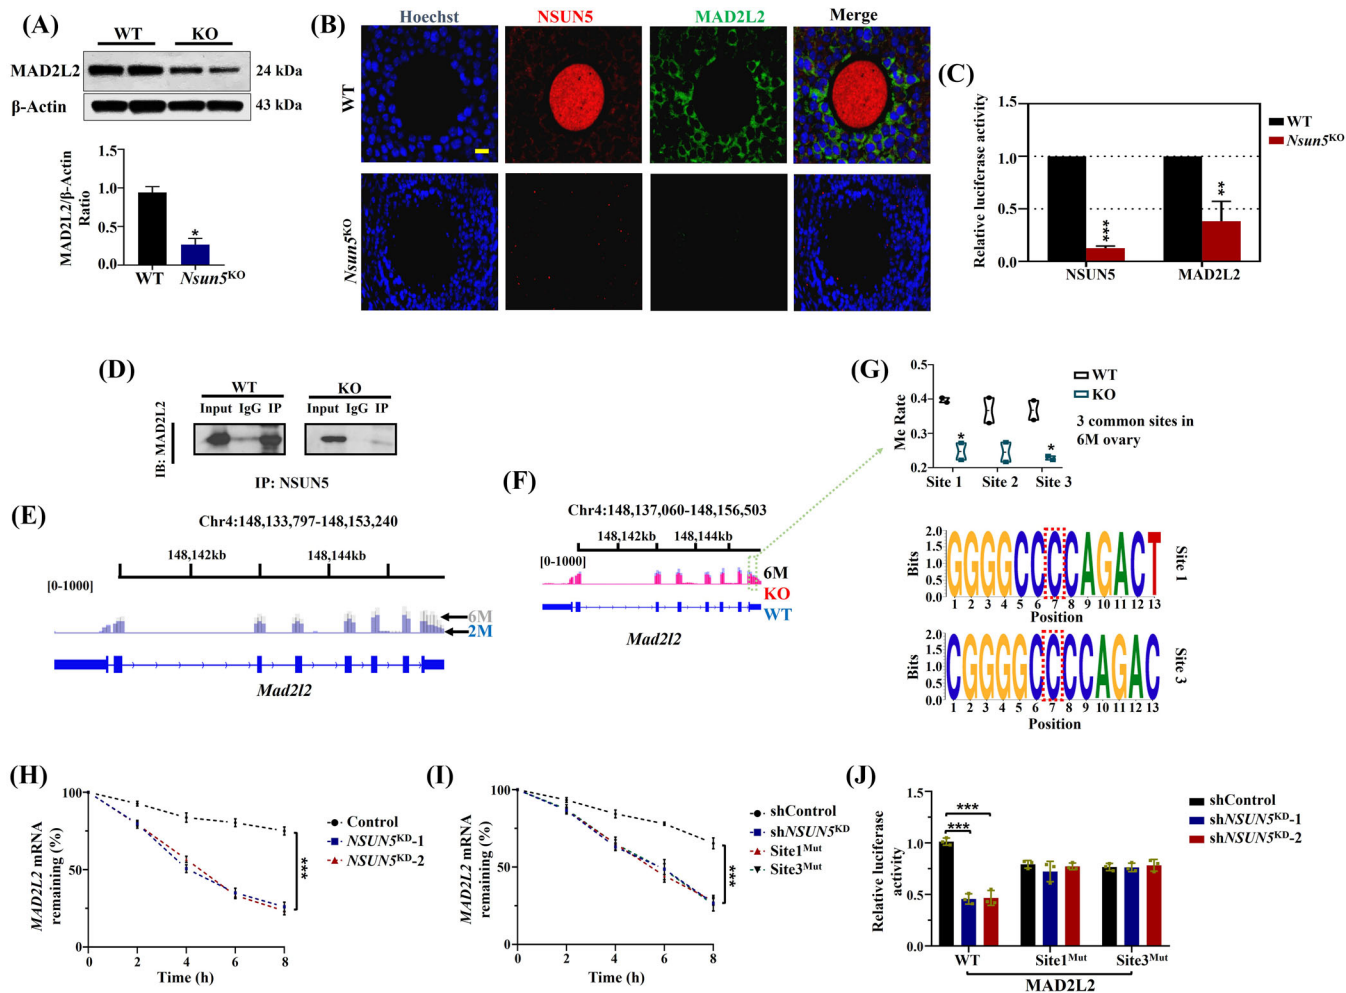 (A)
WT KO
MAD2L2 24 kDa
β-Actin 43 kDa
MAD2L2/β-Actin
Ratio
1.5
1.0
0.5
0.0
*
WT Nsun5KO
(B)
Hoechst NSUN5 MAD2L2 Merge
WT
Nsun5KO
(C)
Relative luciferase activity
1.5
1.0
0.5
0.0
***
**
NSUN5 MAD2L2
WT
Nsun5KO
(D)
WT KO
Input IgG IP Input IgG IP
IB: MAD2L2
IP: NSUN5
(E)
Chr4:148,133,797-148,153,240
148,142kb 148,144kb
[0-1000]
6M
2M
Mad2l2
(F)
Chr4:148,137,060-148,156,503
148,142kb 148,144kb
[0-1000]
6M
KO
WT
Mad2l2
(G)
Me Rate
0.5
0.4
0.3
0.2
*
*
Site 1 Site 2 Site 3
WT
KO
3 common sites in
6M ovary
Bits
2.0
1.5
1.0
0.5
0.0
GGGGCCCCAGACT
1 2 3 4 5 6 7 8 9 10 11 12 13
Position
Site 1
Bits
2.0
1.5
1.0
0.5
0.0
CGGGGCCCCAGAC
1 2 3 4 5 6 7 8 9 10 11 12 13
Position
Site 3
(H)
MAD2L2 mRNA
remaining (%)
100
50
0
0 2 4 6 8
Time (h)
***
Control
NSUN5KD-1
NSUN5KD-2
(I)
MAD2L2 mRNA
remaining (%)
100
50
0
0 2 4 6 8
Time (h)
***
shControl
shNSUN5KD
Site1Mut
Site3Mut
(J)
Relative luciferase
activity
1.5
1.0
0.5
0.0
***
***
WT Site1Mut Site3Mut
MAD2L2
shControl
shNSUN5KD-1
shNSUN5KD-2